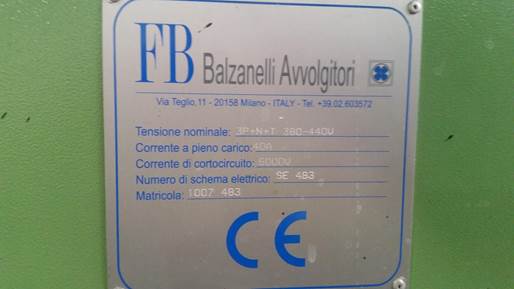 FB Balzanelli Avvolgitori
Via Teglio,11 - 20158 Milano - ITALY - Tel. +39.02.603572
Tensione nominale: 3P+N+T 380-440V
Corrente a pieno carico: 40A
Corrente di cortocircuito: 6000V
Numero di schema elettrico: SE 483
Matricola: 1007 483
CE